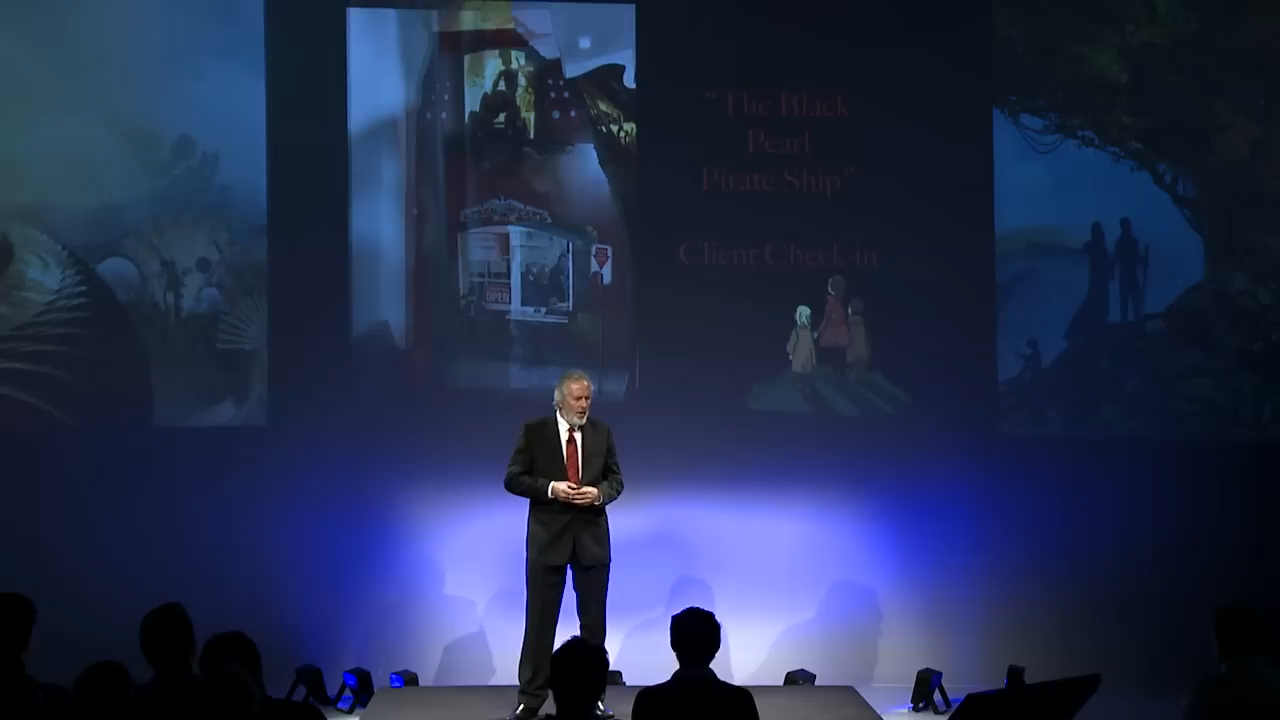 "The Black
Pearl
Pirate Ship"
Client Check-in
OPEN